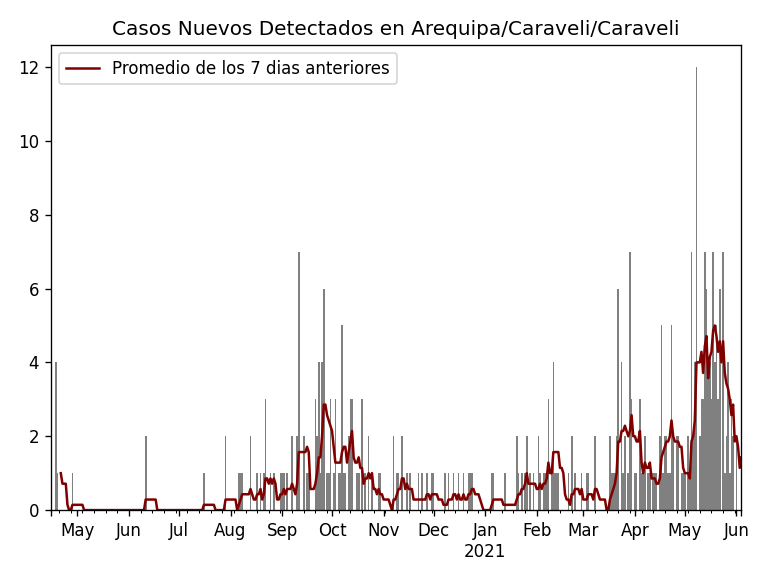 Casos Nuevos Detectados en Arequipa/Caraveli/Caraveli
Promedio de los 7 dias anteriores
12
10
8
6
4
2
0
May Jun Jul Aug Sep Oct Nov Dec Jan Feb Mar Apr May Jun
2021